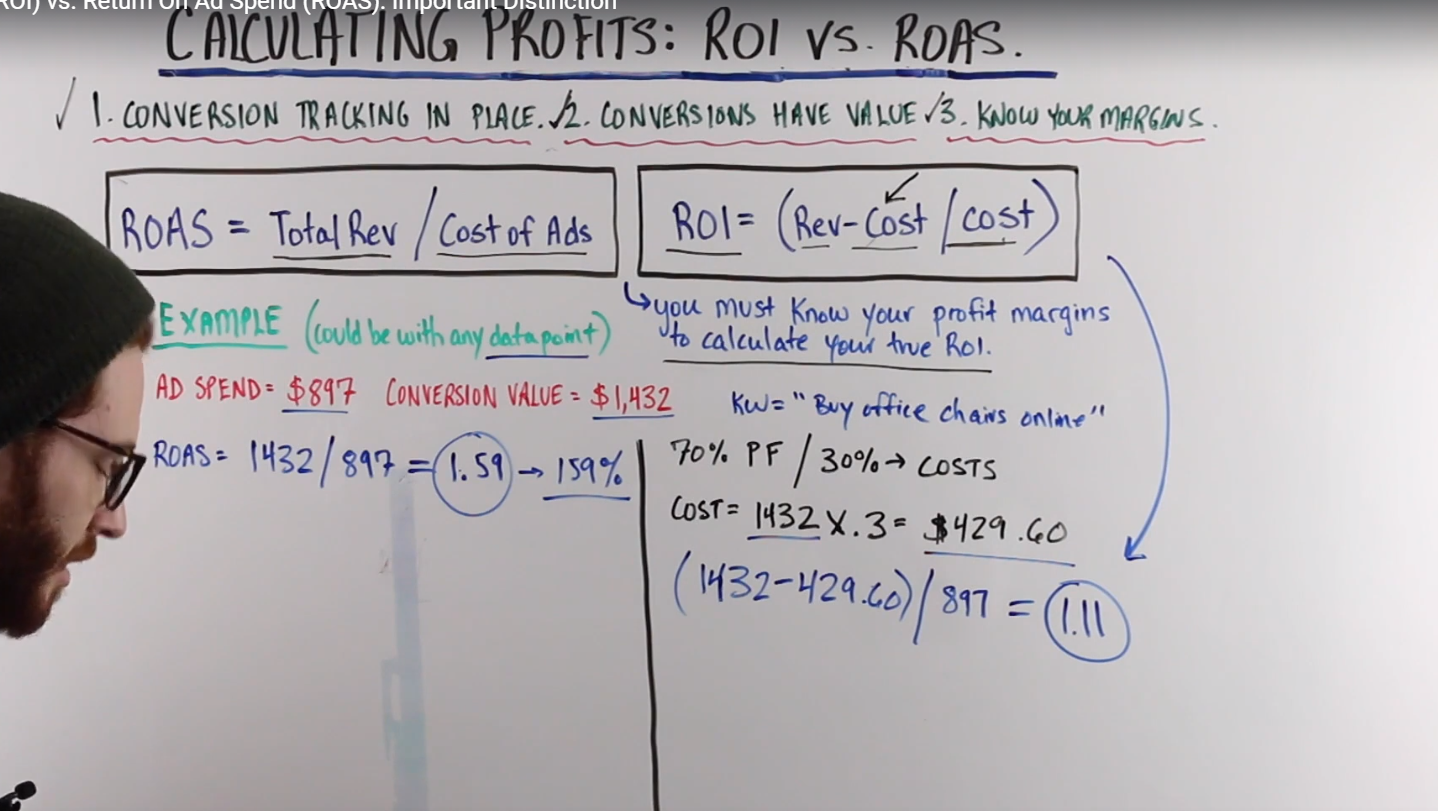 ROI) vs. Return On Ad Spend (ROAS): Important Distinction
CALCULATING PROFITS: ROI VS. ROAS.
√ 1. CONVERSION TRACKING IN PLACE. √2. CONVERSIONS HAVE VALUE √3. KNOW YOUR MARGINS.
ROAS = Total Rev / Cost of Ads
ROI = (Rev-Cost / cost)
EXAMPLE (could be with any data point)
↳ you must know your profit margins
to calculate your true ROI.
AD SPEND = $897 CONVERSION VALUE = $1,432
KW= "Buy office chairs online"
ROAS = 1432/897 = 1.59 → 159%
70% PF / 30% → COSTS
COST = 1432 X .3 = $429.60
(1432-429.60)/897 = 1.11